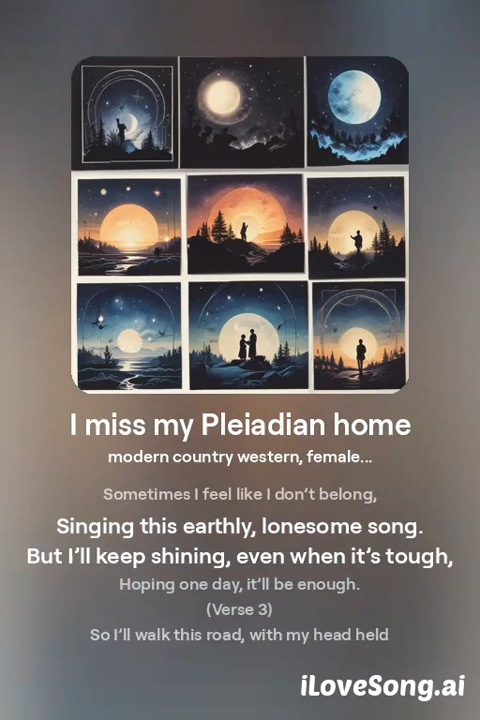 I miss my Pleiadian home
modern country western, female...
Sometimes I feel like I don't belong,
Singing this earthly, lonesome song.
But I'll keep shining, even when it's tough,
Hoping one day, it'll be enough.
(Verse 3)
So I'll walk this road, with my head held
iLoveSong.ai